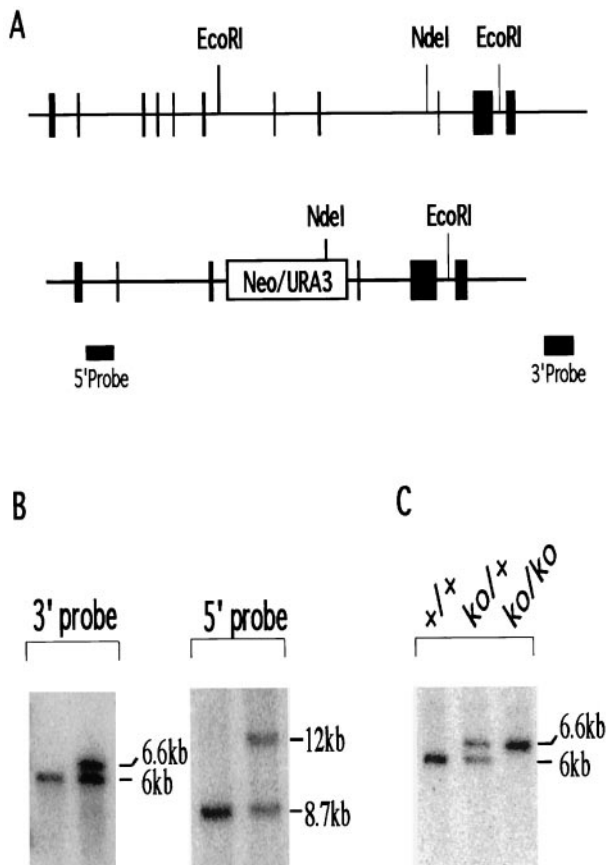 A
EcoRI NdeI EcoRI
NdeI EcoRI
Neo/URA3
5'Probe 3'Probe
B
3' probe 5' probe
6.6kb
6kb
12kb
8.7kb
C
+/+ ko/+ ko/ko
6.6kb
6kb